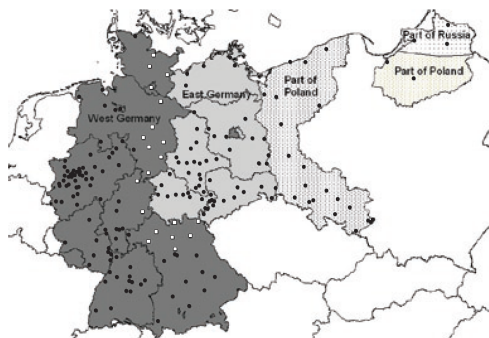 Part of Russia
Part of Poland
East Germany
Part of
Poland
West Germany